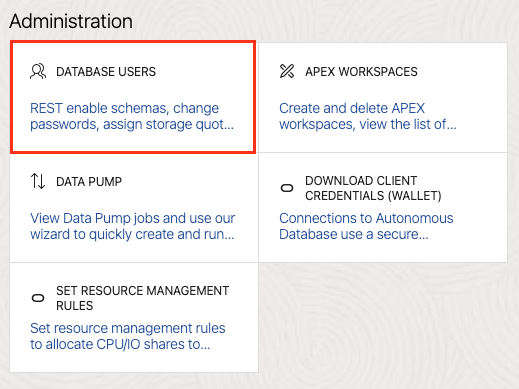 Administration
DATABASE USERS
REST enable schemas, change
passwords, assign storage quot...
APEX WORKSPACES
Create and delete APEX
workspaces, view the list of...
DATA PUMP
View Data Pump jobs and use our
wizard to quickly create and run...
DOWNLOAD CLIENT
CREDENTIALS (WALLET)
Connections to Autonomous
Database use a secure...
SET RESOURCE MANAGEMENT
RULES
Set resource management rules
to allocate CPU/IO shares to...